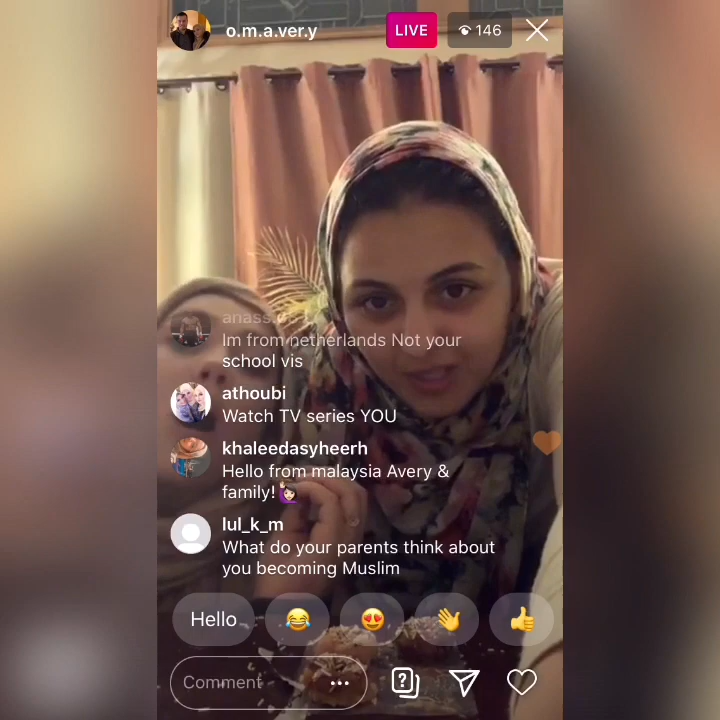 o.m.a.ver.y
LIVE
146
Im from netherlands Not your
school vis
athoubi
Watch TV series YOU
khaleedasyheerh
Hello from malaysia Avery &
family!🙋🏻‍♀️
lul_k_m
What do your parents think about
you becoming Muslim
Hello 😂 😍 👋 👍
Comment